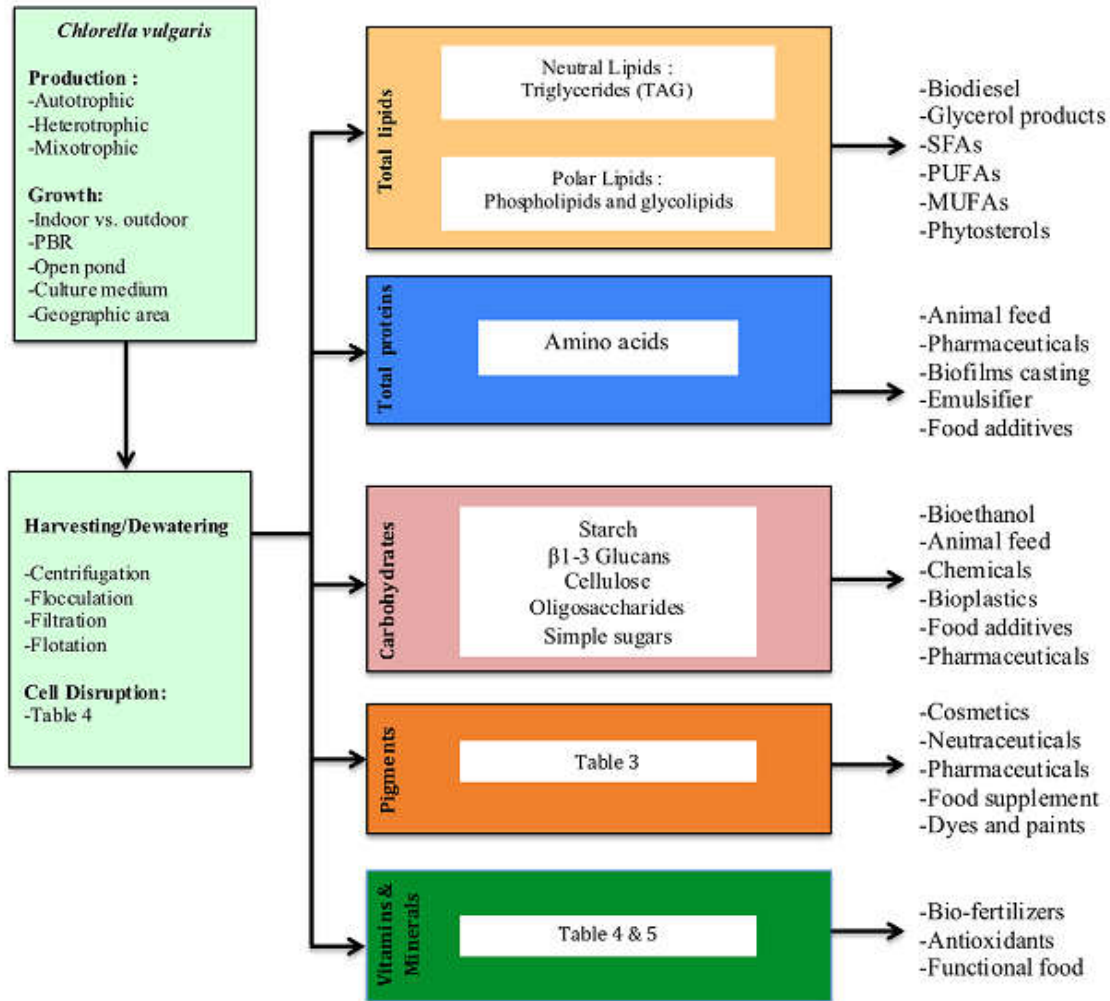 Chlorella vulgaris
Production :
-Autotrophic
-Heterotrophic
-Mixotrophic
Growth:
-Indoor vs. outdoor
-PBR
-Open pond
-Culture medium
-Geographic area
Harvesting/Dewatering
-Centrifugation
-Flocculation
-Filtration
-Flotation
Cell Disruption:
-Table 4
Total lipids
Neutral Lipids :
Triglycerides (TAG)
Polar Lipids :
Phospholipids and glycolipids
-Biodiesel
-Glycerol products
-SFAs
-PUFAs
-MUFAs
-Phytosterols
Total proteins
Amino acids
-Animal feed
-Pharmaceuticals
-Biofilms casting
-Emulsifier
-Food additives
Carbohydrates
Starch
β1-3 Glucans
Cellulose
Oligosaccharides
Simple sugars
-Bioethanol
-Animal feed
-Chemicals
-Bioplastics
-Food additives
-Pharmaceuticals
Pigments
Table 3
-Cosmetics
-Neutraceuticals
-Pharmaceuticals
-Food supplement
-Dyes and paints
Vitamins &
Minerals
Table 4 & 5
-Bio-fertilizers
-Antioxidants
-Functional food